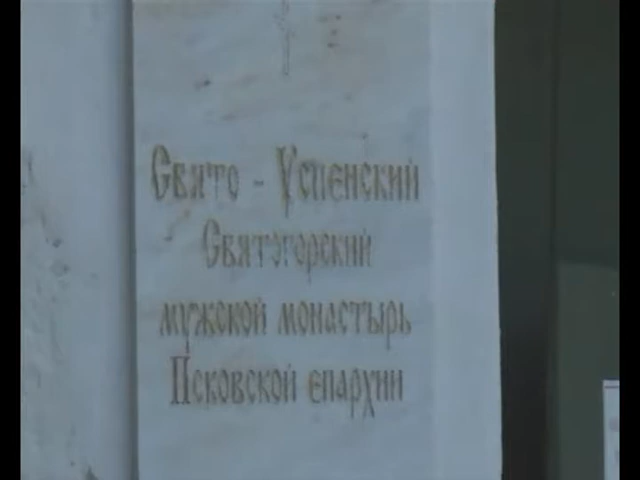 Свято - Успенский
Святогорский
мужской монастырь
Псковской епархии